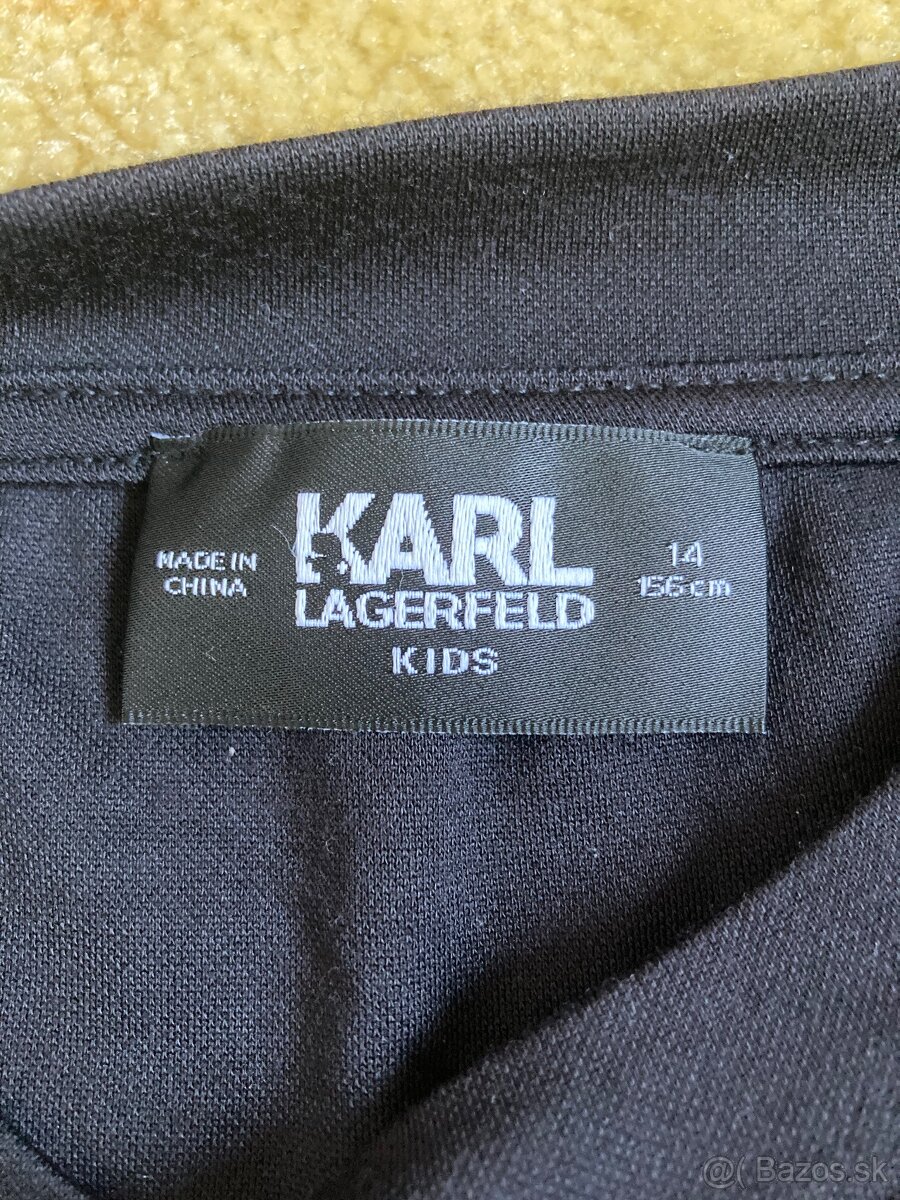 MADE IN
CHINA
KARL
LAGERFELD
KIDS
14
156cm
@( Bazos.sk